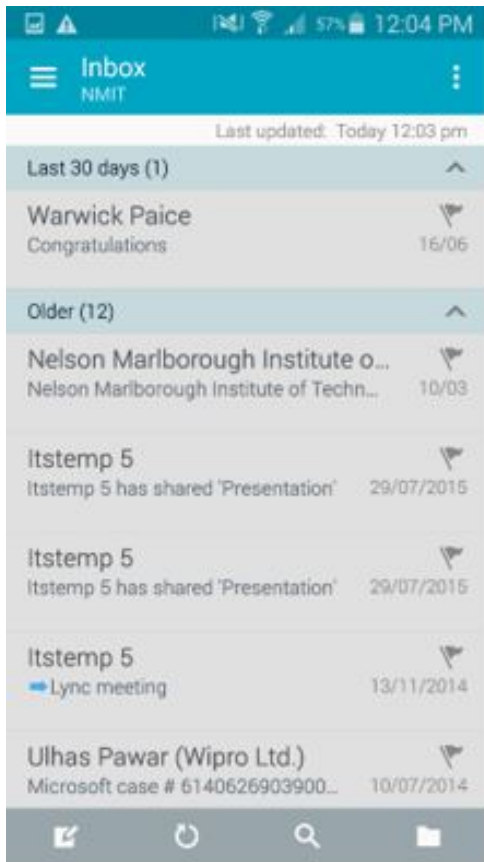 57% 12:04 PM
Inbox
NMIT
Last updated: Today 12:03 pm
Last 30 days (1)
Warwick Paice
Congratulations 16/06
Older (12)
Nelson Marlborough Institute o...
Nelson Marlborough Institute of Techn... 10/03
Itstemp 5
Itstemp 5 has shared 'Presentation' 29/07/2015
Itstemp 5
Itstemp 5 has shared 'Presentation' 29/07/2015
Itstemp 5
Lync meeting 13/11/2014
Ulhas Pawar (Wipro Ltd.)
Microsoft case # 6140626903900... 10/07/2014